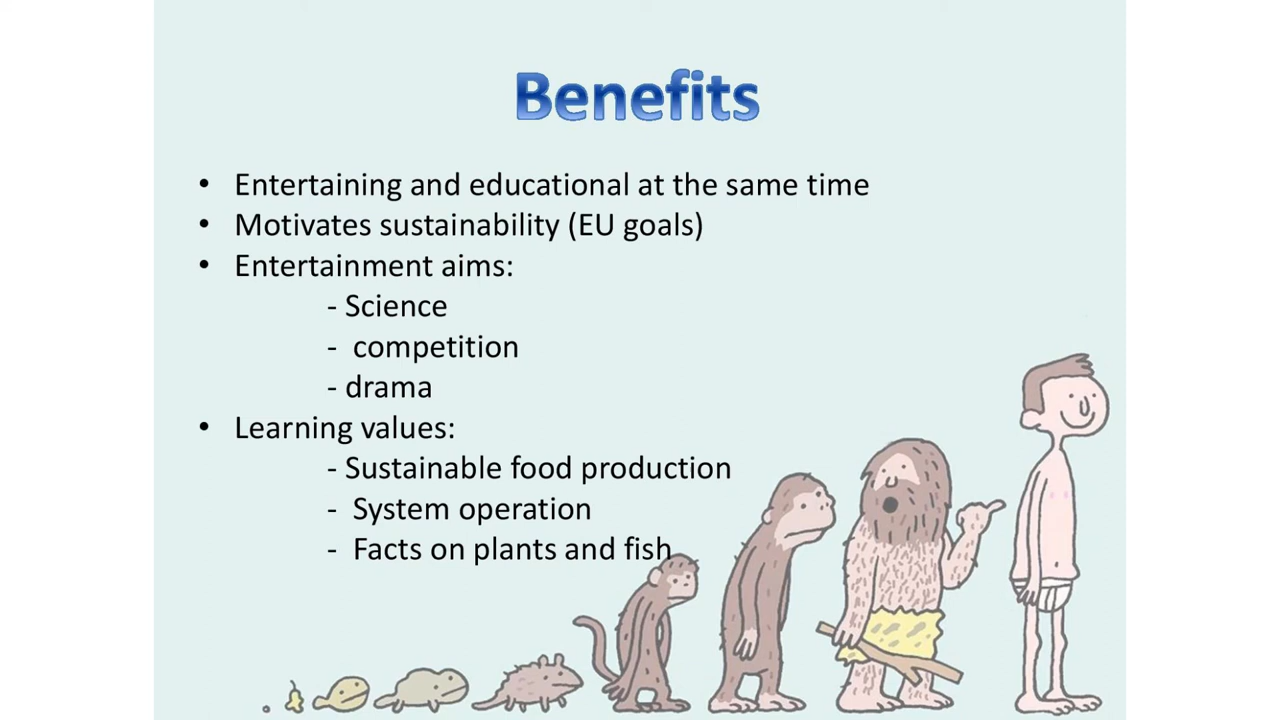 Benefits
• Entertaining and educational at the same time
• Motivates sustainability (EU goals)
• Entertainment aims:
- Science
-  competition
- drama
• Learning values:
- Sustainable food production
-  System operation
-  Facts on plants and fish